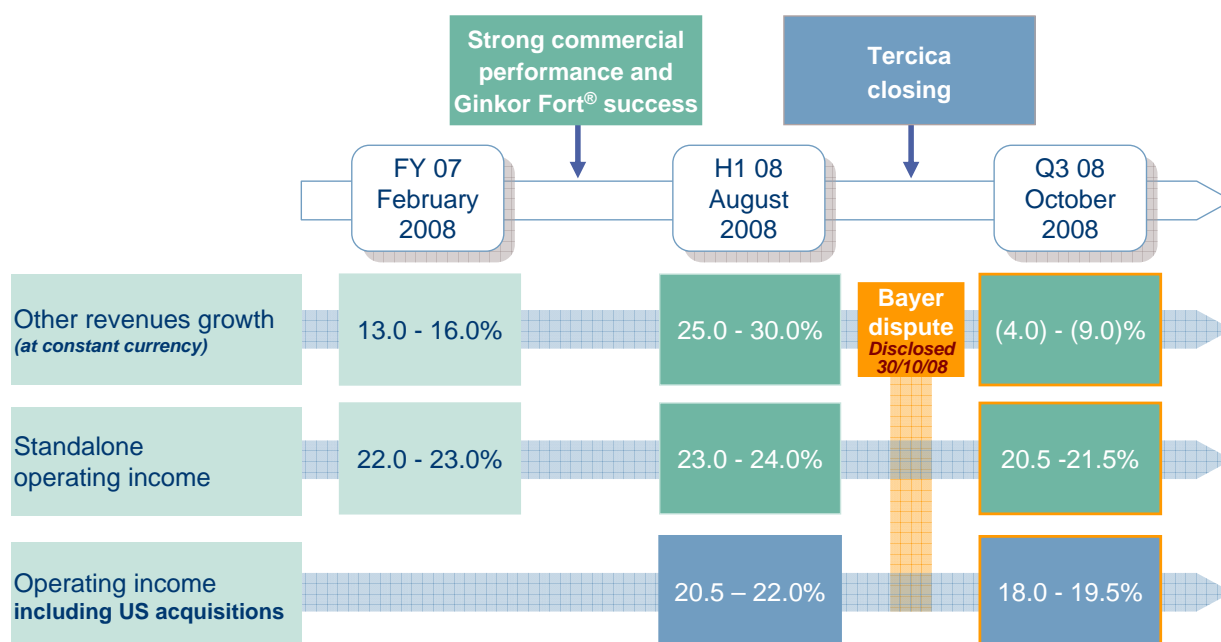 Strong commercial
performance and
Ginkor Fort® success
Tercica
closing
FY 07
February
2008
H1 08
August
2008
Q3 08
October
2008
Other revenues growth
(at constant currency)
13.0 - 16.0%
25.0 - 30.0%
Bayer
dispute
Disclosed
30/10/08
(4.0) - (9.0)%
Standalone
operating income
22.0 - 23.0%
23.0 - 24.0%
20.5 -21.5%
Operating income
including US acquisitions
20.5 – 22.0%
18.0 - 19.5%